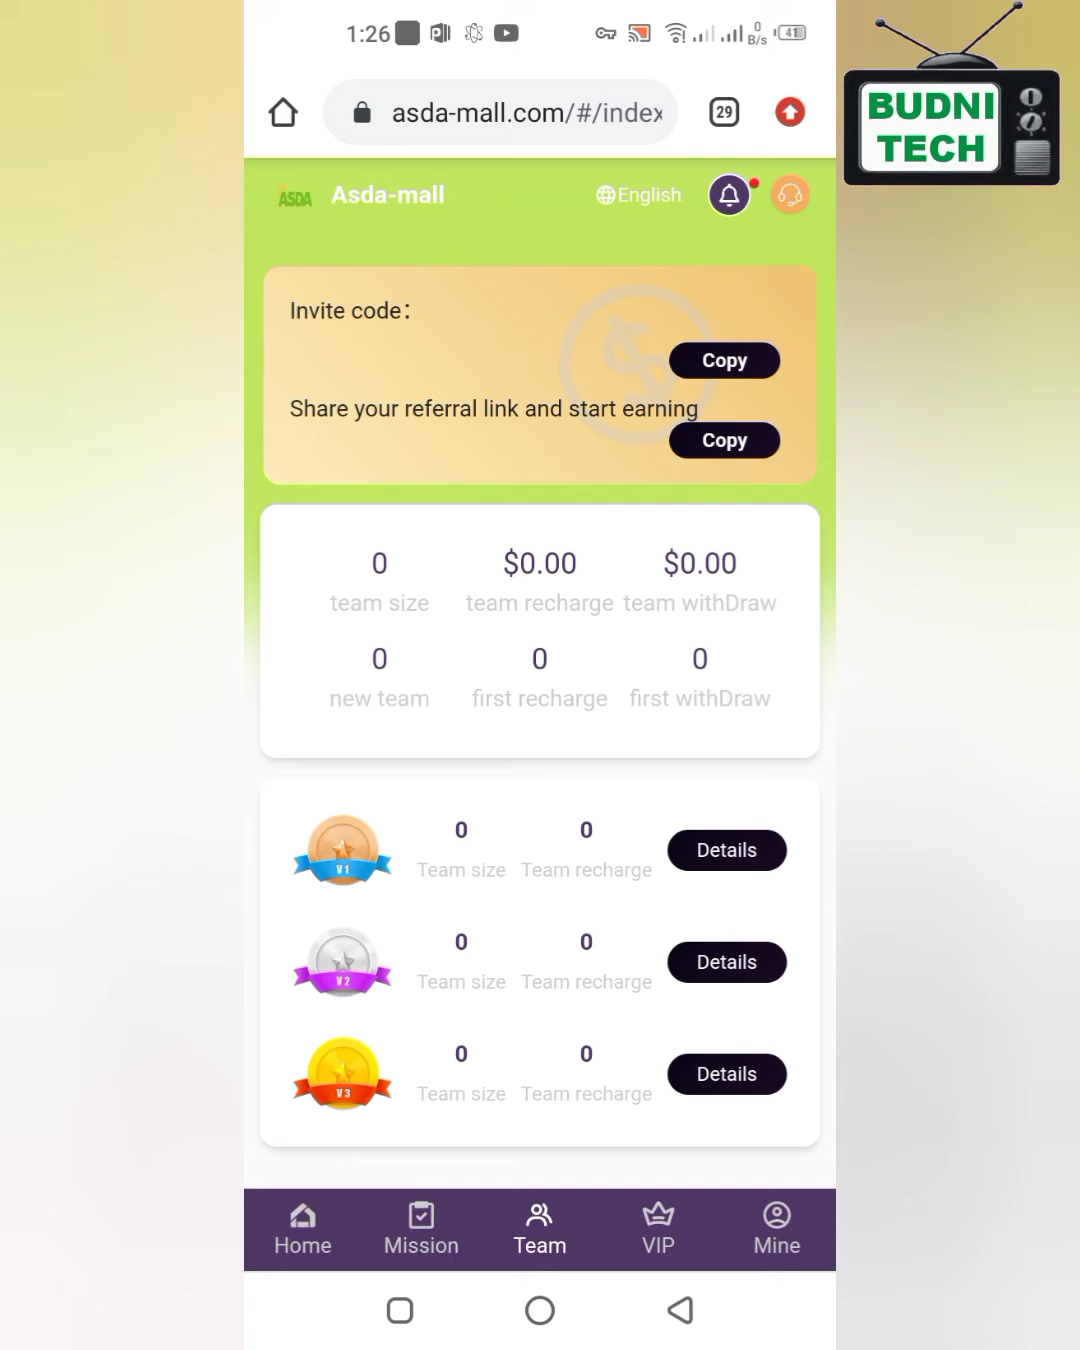 1:26
0
B/s
41
BUDNI
TECH
asda-mall.com/#/index
29
ASDA
Asda-mall
English
Invite code:
Copy
Share your referral link and start earning
Copy
0 $0.00 $0.00
team size team recharge team withDraw
0 0 0
new team first recharge first withDraw
V1
0 0
Team size Team recharge
Details
V2
0 0
Team size Team recharge
Details
V3
0 0
Team size Team recharge
Details
Home Mission Team VIP Mine